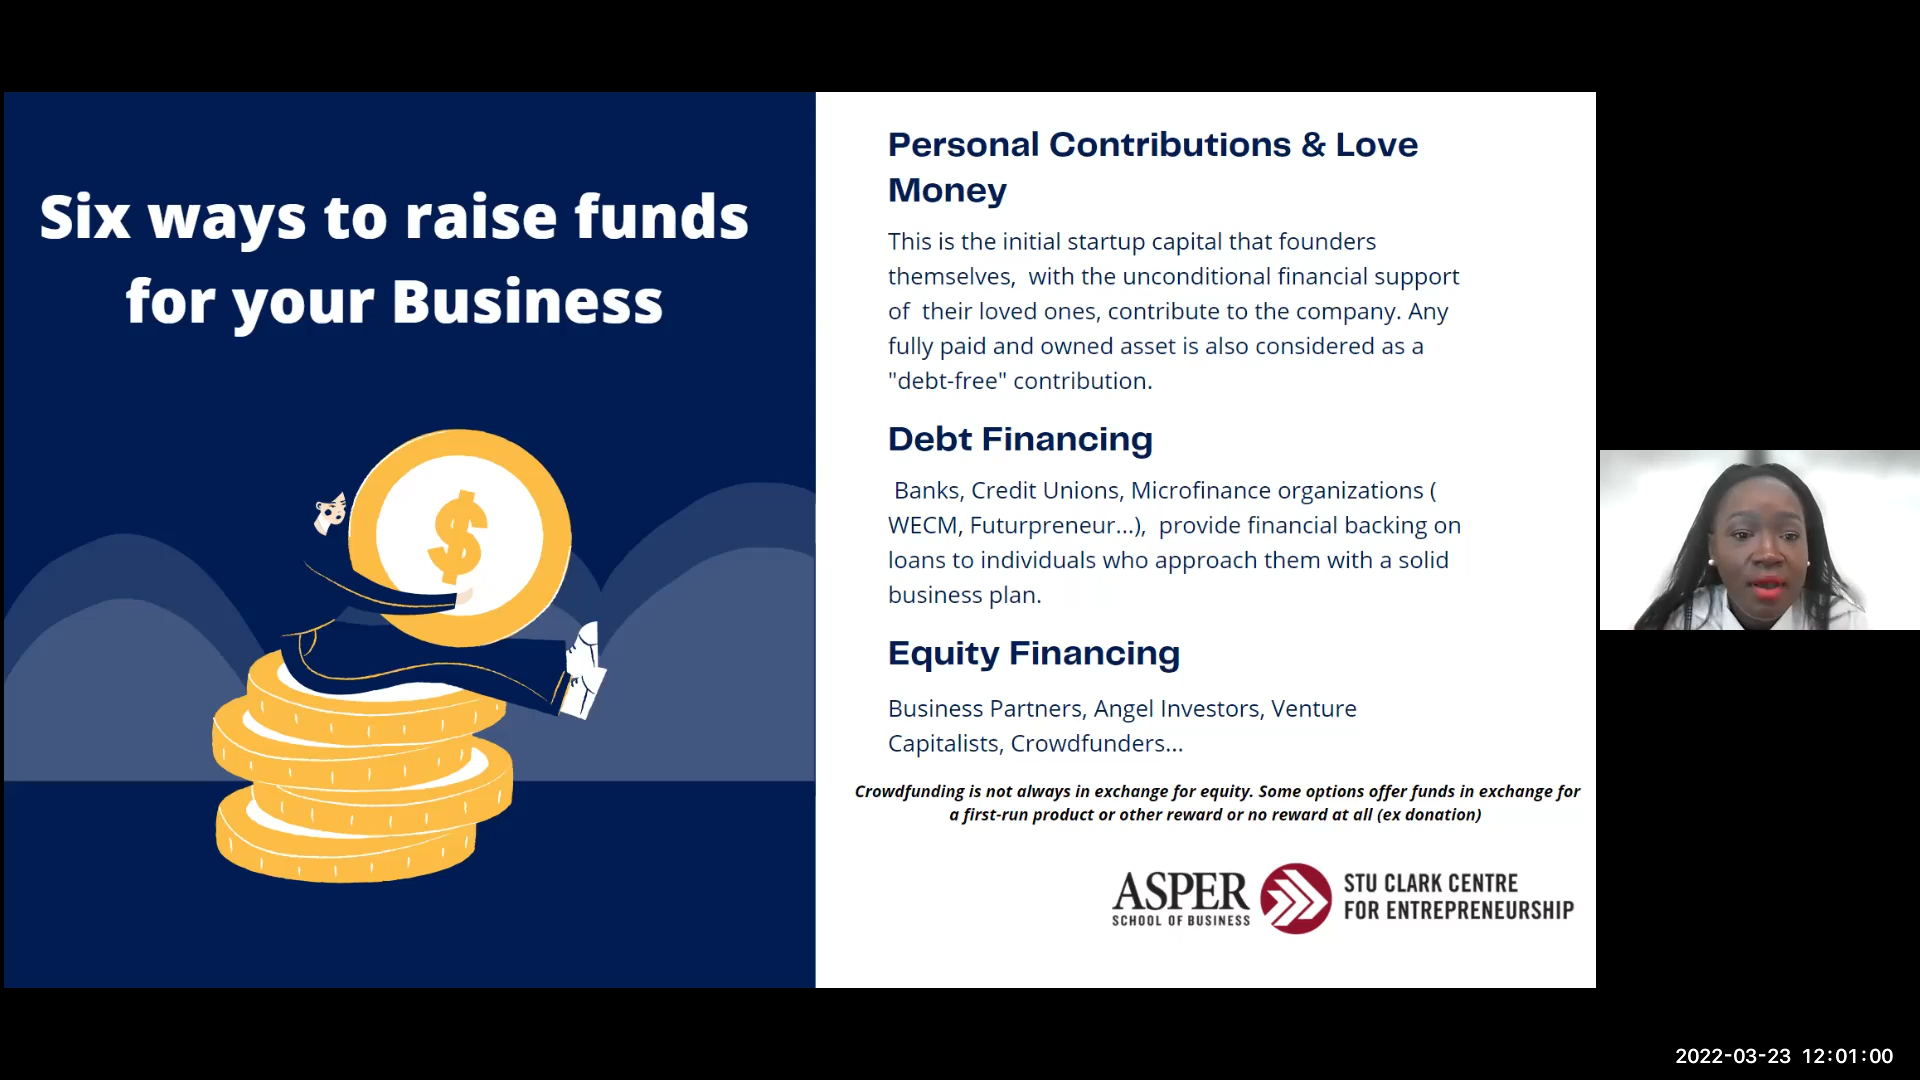 Six ways to raise funds
for your Business
$
Personal Contributions & Love
Money
This is the initial startup capital that founders
themselves,  with the unconditional financial support
of  their loved ones, contribute to the company. Any
fully paid and owned asset is also considered as a
"debt-free" contribution.
Debt Financing
Banks, Credit Unions, Microfinance organizations (
WECM, Futurpreneur...),  provide financial backing on
loans to individuals who approach them with a solid
business plan.
Equity Financing
Business Partners, Angel Investors, Venture
Capitalists, Crowdfunders...
Crowdfunding is not always in exchange for equity. Some options offer funds in exchange for
a first-run product or other reward or no reward at all (ex donation)
ASPER
SCHOOL OF BUSINESS
STU CLARK CENTRE
FOR ENTREPRENEURSHIP
2022-03-23 12:01:00